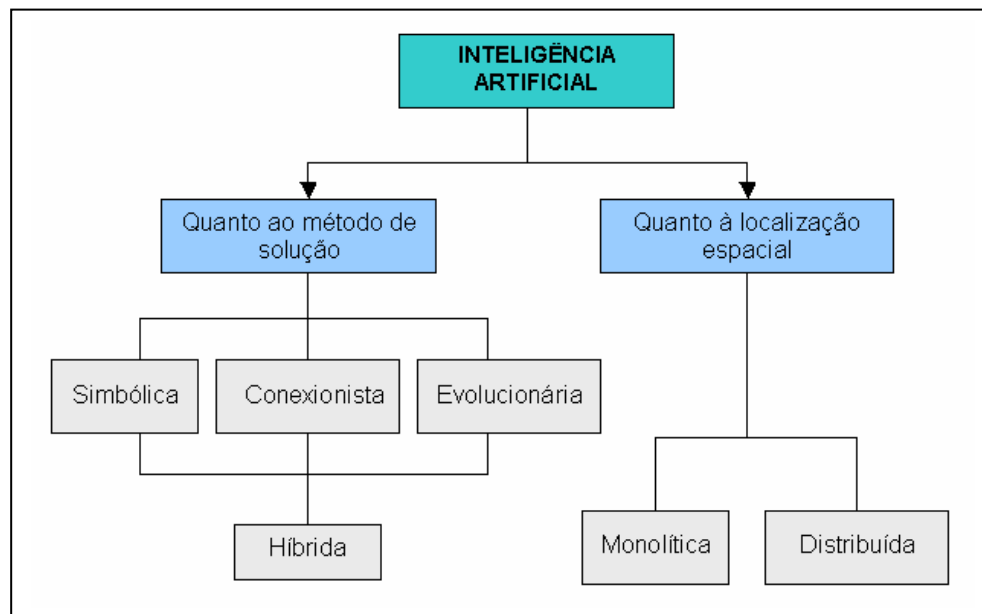 INTELIGËNCIA
ARTIFICIAL
Quanto ao método de
solução
Quanto à localização
espacial
Simbólica
Conexionista
Evolucionária
Híbrida
Monolítica
Distribuída